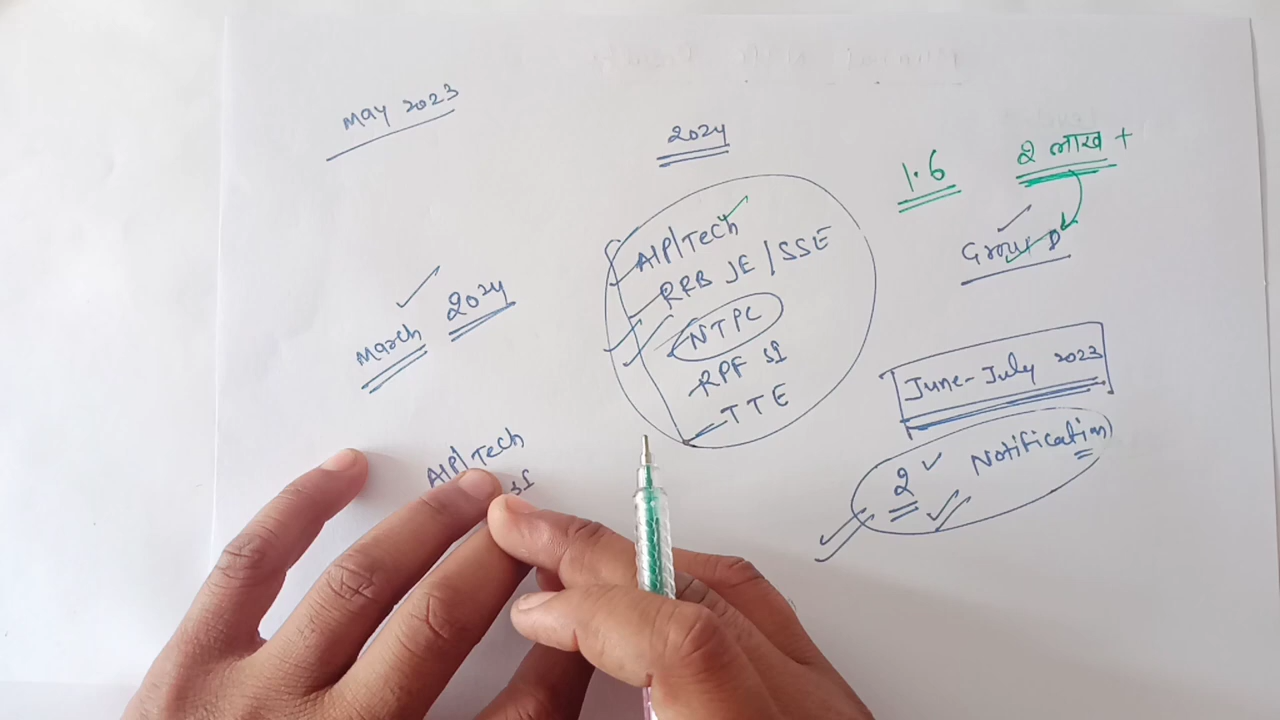 May 2023
2024
1.6
2 लाख +
Group D
AlP/Tech
RRB JE/SSE
NTPC
RPF SI
TTE
March 2024
June-July 2023
2 Notification
AlP/Tech
SI